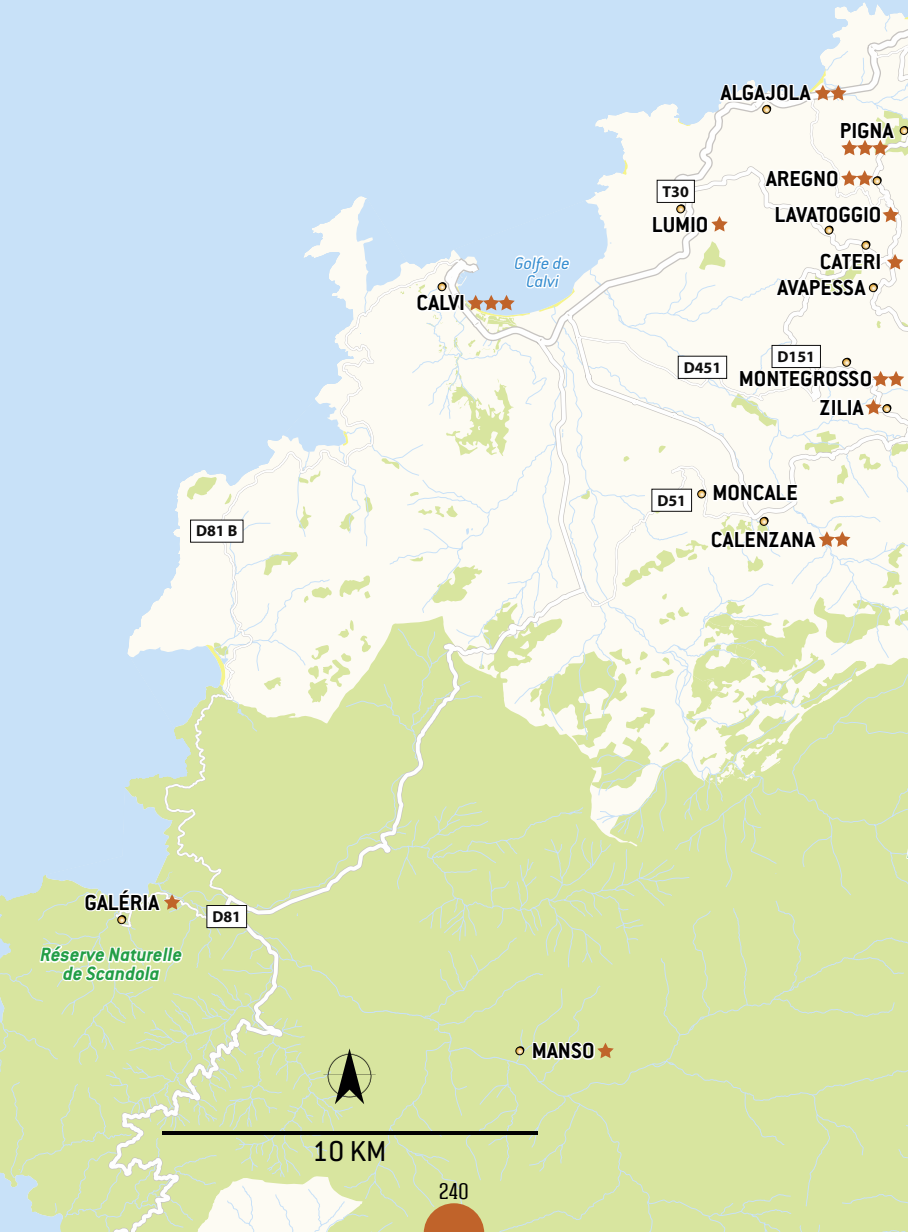 ALGAJOLA
PIGNA
AREGNO
T30
LAVATOGGIO
LUMIO
CATERI
Golfe de
Calvi
AVAPESSA
CALVI
D151
D451
MONTEGROSSO
ZILIA
MONCALE
D51
D81 B
CALENZANA
GALÉRIA
D81
Réserve Naturelle
de Scandola
MANSO
10 KM
240